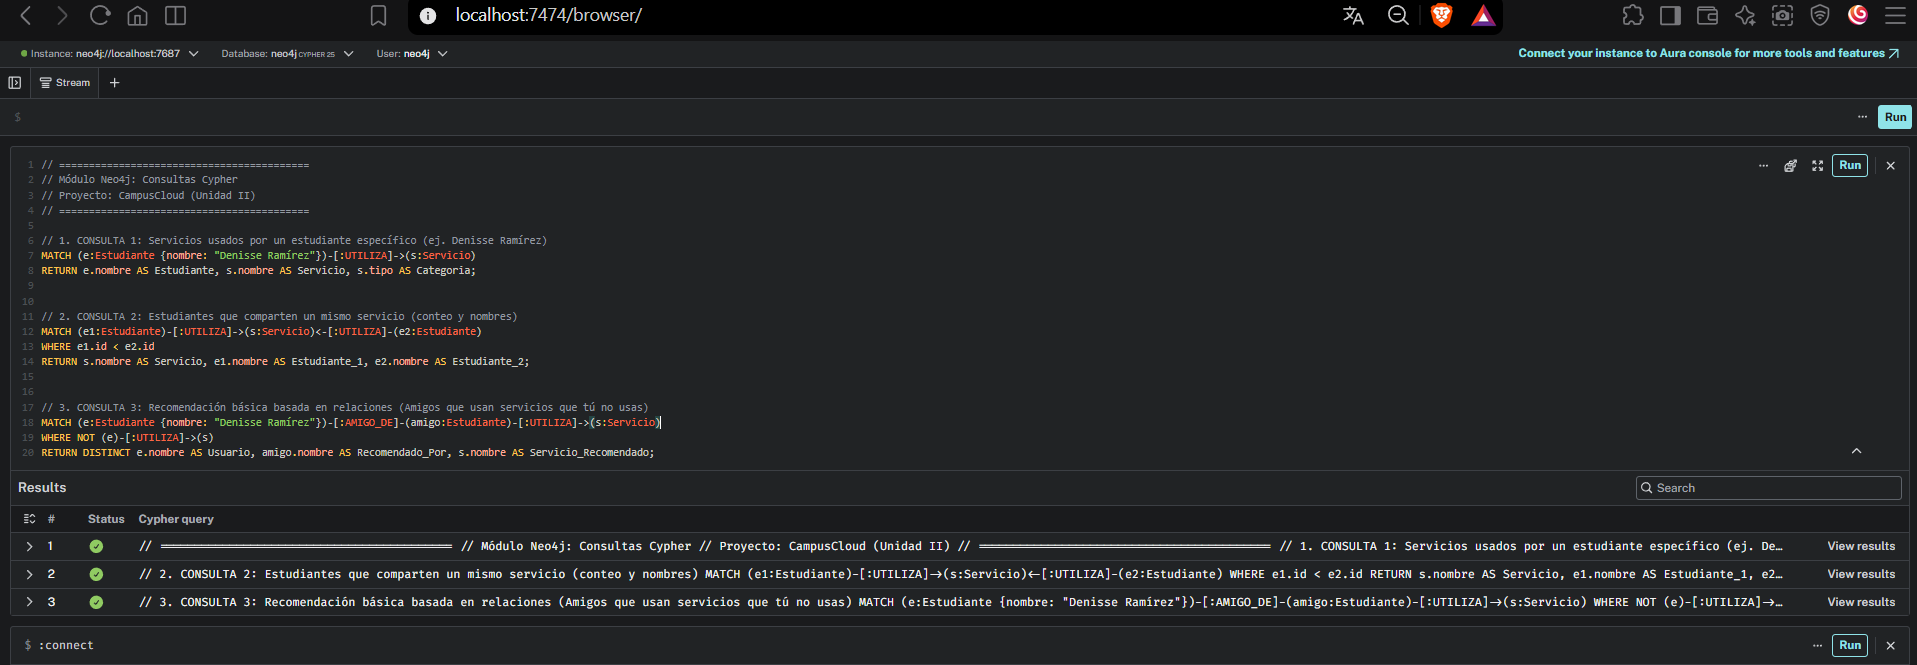 localhost:7474/browser/
Instance: neo4j://localhost:7687 Database: neo4j CYPHER 25 User: neo4j Connect your instance to Aura console for more tools and features
Stream +
$ ... Run
1 // ==========================================
2 // Módulo Neo4j: Consultas Cypher
3 // Proyecto: CampusCloud (Unidad II)
4 // ==========================================
5
6 // 1. CONSULTA 1: Servicios usados por un estudiante específico (ej. Denisse Ramírez)
7 MATCH (e:Estudiante {nombre: "Denisse Ramírez"})-[:UTILIZA]->(s:Servicio)
8 RETURN e.nombre AS Estudiante, s.nombre AS Servicio, s.tipo AS Categoria;
9
10
11 // 2. CONSULTA 2: Estudiantes que comparten un mismo servicio (conteo y nombres)
12 MATCH (e1:Estudiante)-[:UTILIZA]->(s:Servicio)<-[:UTILIZA]-(e2:Estudiante)
13 WHERE e1.id < e2.id
14 RETURN s.nombre AS Servicio, e1.nombre AS Estudiante_1, e2.nombre AS Estudiante_2;
15
16
17 // 3. CONSULTA 3: Recomendación básica basada en relaciones (Amigos que usan servicios que tú no usas)
18 MATCH (e:Estudiante {nombre: "Denisse Ramírez"})-[:AMIGO_DE]-(amigo:Estudiante)-[:UTILIZA]->(s:Servicio)
19 WHERE NOT (e)-[:UTILIZA]->(s)
20 RETURN DISTINCT e.nombre AS Usuario, amigo.nombre AS Recomendado_Por, s.nombre AS Servicio_Recomendado;
... Run
Results Search
# Status Cypher query
1 // ========================================== // Módulo Neo4j: Consultas Cypher // Proyecto: CampusCloud (Unidad II) // ========================================== // 1. CONSULTA 1: Servicios usados por un estudiante específico (ej. De... View results
2 // 2. CONSULTA 2: Estudiantes que comparten un mismo servicio (conteo y nombres) MATCH (e1:Estudiante)-[:UTILIZA]->(s:Servicio)<-[:UTILIZA]-(e2:Estudiante) WHERE e1.id < e2.id RETURN s.nombre AS Servicio, e1.nombre AS Estudiante_1, e2... View results
3 // 3. CONSULTA 3: Recomendación básica basada en relaciones (Amigos que usan servicios que tú no usas) MATCH (e:Estudiante {nombre: "Denisse Ramírez"})-[:AMIGO_DE]-(amigo:Estudiante)-[:UTILIZA]->(s:Servicio) WHERE NOT (e)-[:UTILIZA]->... View results
$ :connect ... Run